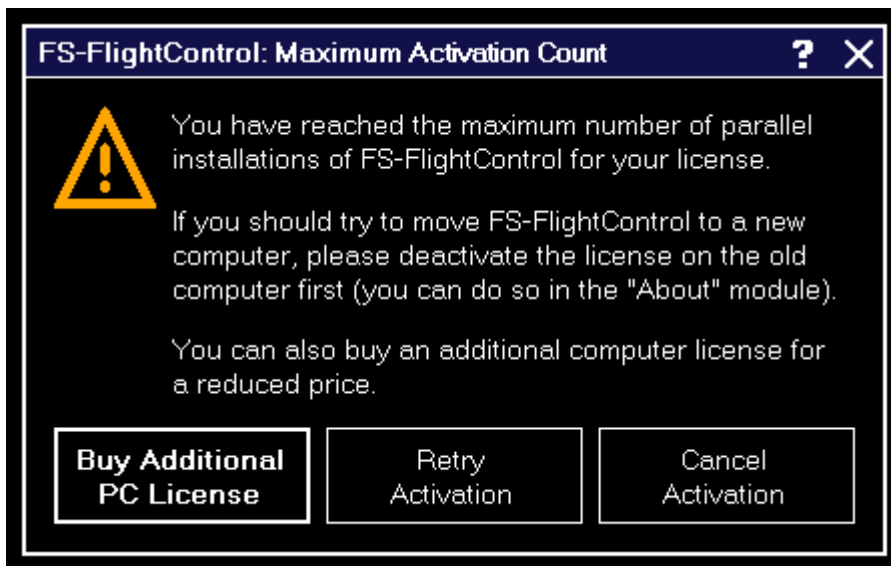 FS-FlightControl: Maximum Activation Count
?
You have reached the maximum number of parallel
installations of FS-FlightControl for your license.
If you should try to move FS-FlightControl to a new
computer, please deactivate the license on the old
computer first (you can do so in the "About" module).
You can also buy an additional computer license for
a reduced price.
Buy Additional
PC License
Retry
Activation
Cancel
Activation